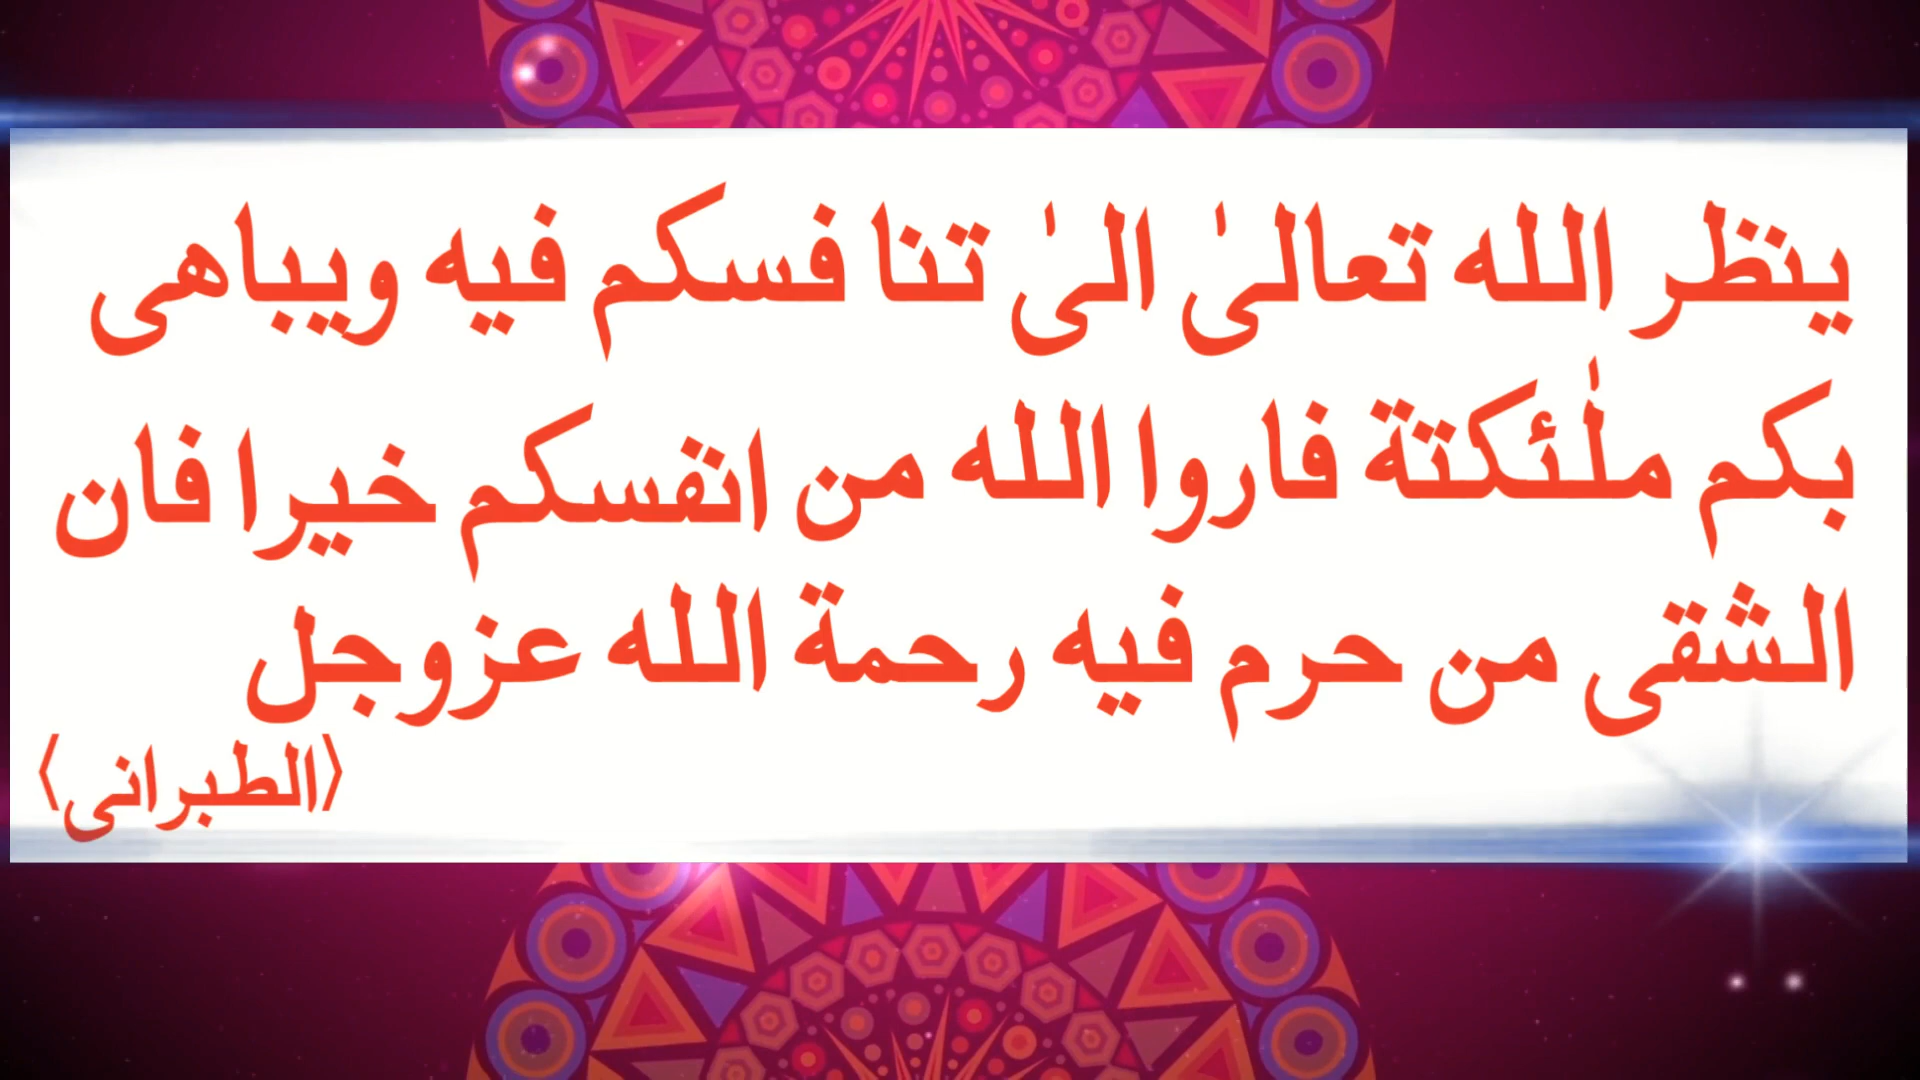 ينظر الله تعالىٰ الىٰ تنا فسكم فيه ويباهى
بكم ملٰئكتة فاروا الله من انقسكم خيرا فان
الشقى من حرم فيه رحمة الله عزوجل
﴿الطبرانى﴾